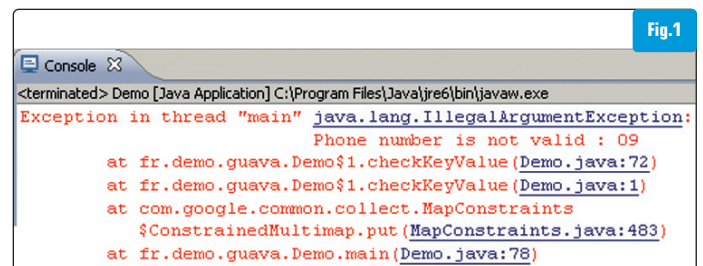 Fig.1
Console
<terminated> Demo [Java Application] C:\Program Files\Java\jre6\bin\javaw.exe
Exception in thread "main" java.lang.IllegalArgumentException:
Phone number is not valid : 09
at fr.demo.guava.Demo$1.checkKeyValue(Demo.java:72)
at fr.demo.guava.Demo$1.checkKeyValue(Demo.java:1)
at com.google.common.collect.MapConstraints
$ConstrainedMultimap.put(MapConstraints.java:483)
at fr.demo.guava.Demo.main(Demo.java:78)